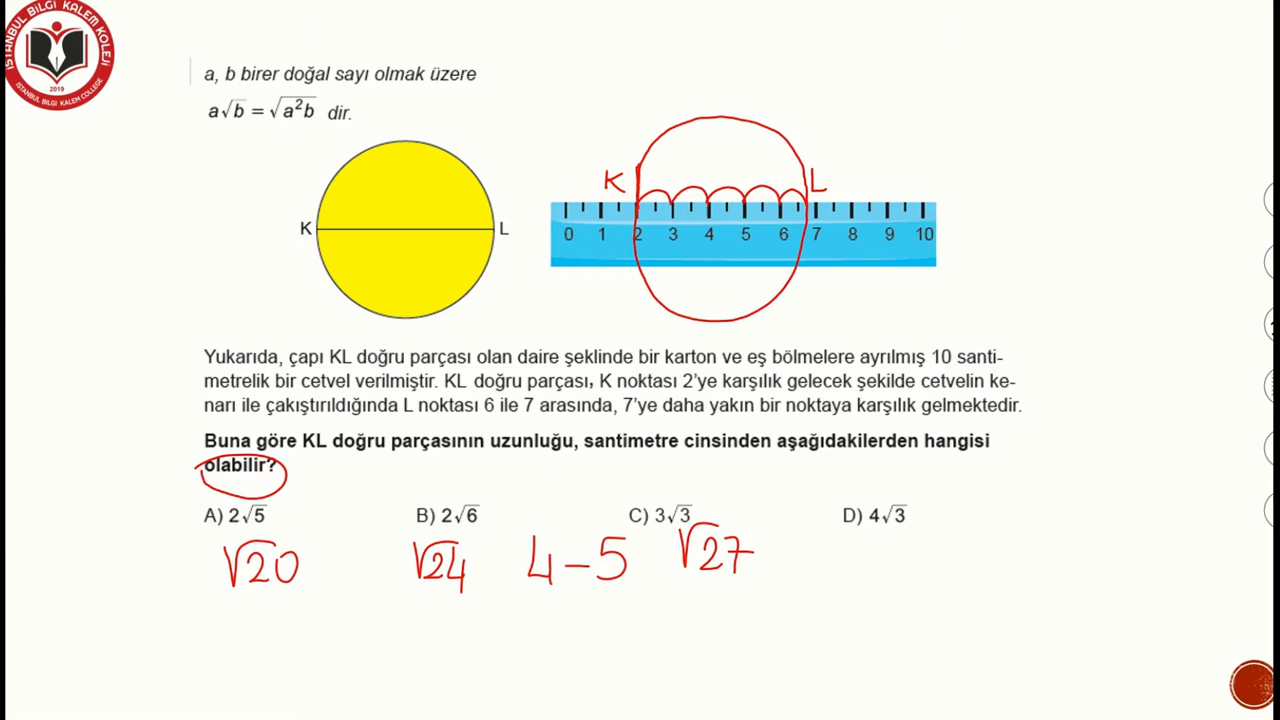 İSTANBUL BİLGİ KALEM KOLEJİ
2019
ISTANBUL BILGI KALEM COLLEGE
a, b birer doğal sayı olmak üzere
a√b = √a²b dir.
K L
K L
0 1 2 3 4 5 6 7 8 9 10
Yukarıda, çapı KL doğru parçası olan daire şeklinde bir karton ve eş bölmelere ayrılmış 10 santi-
metrelik bir cetvel verilmiştir. KL doğru parçası, K noktası 2’ye karşılık gelecek şekilde cetvelin ke-
narı ile çakıştırıldığında L noktası 6 ile 7 arasında, 7’ye daha yakın bir noktaya karşılık gelmektedir.
Buna göre KL doğru parçasının uzunluğu, santimetre cinsinden aşağıdakilerden hangisi
olabilir?
A) 2√5 B) 2√6 C) 3√3 D) 4√3
√20 √24 4-5 √27